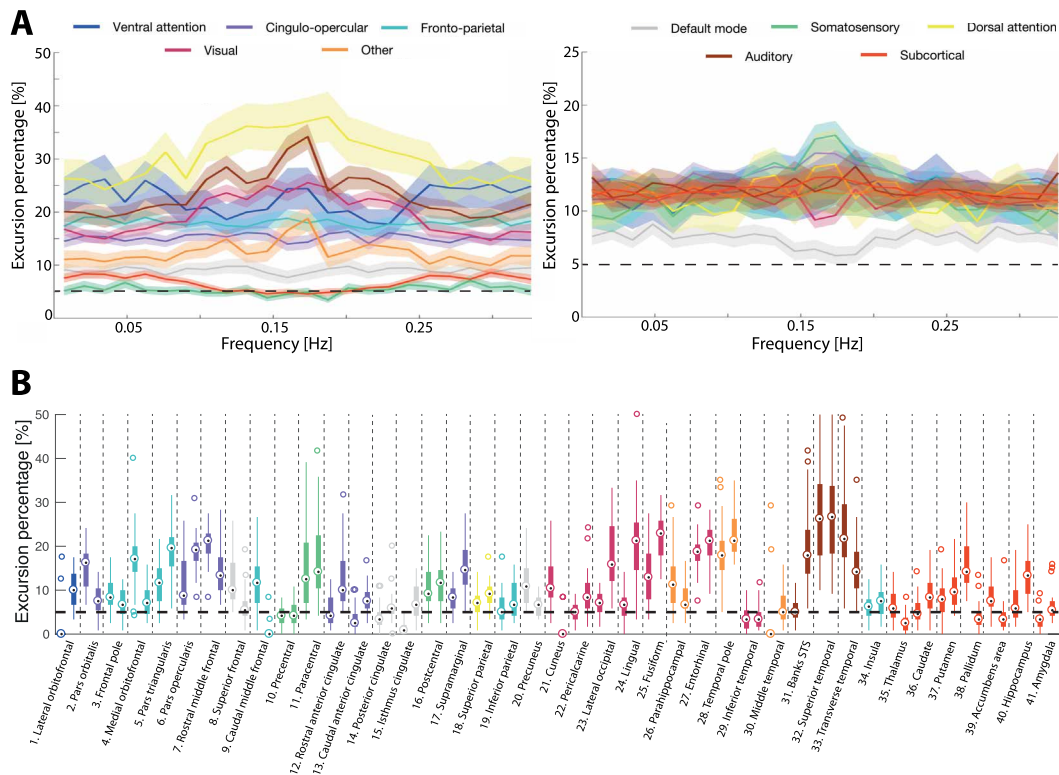 A
Ventral attention Cingulo-opercular Fronto-parietal
Visual Other
Default mode Somatosensory Dorsal attention
Auditory Subcortical
Excursion percentage [%]
50
40
30
20
10
0
0.05 0.15 0.25
Frequency [Hz]
Excursion percentage [%]
25
20
15
10
5
0
0.05 0.15 0.25
Frequency [Hz]
B
Excursion percentage [%]
50
40
30
20
10
0
1. Lateral orbitofrontal
2. Pars orbitalis
3. Frontal pole
4. Medial orbitofrontal
5. Pars triangularis
6. Pars opercularis
7. Rostral middle frontal
8. Superior frontal
9. Caudal middle frontal
10. Precentral
11. Paracentral
12. Rostral anterior cingulate
13. Caudal anterior cingulate
14. Posterior cingulate
15. Isthmus cingulate
16. Postcentral
17. Supramarginal
18. Superior parietal
19. Inferior parietal
20. Precuneus
21. Cuneus
22. Pericalcarine
23. Lateral occipital
24. Lingual
25. Fusiform
26. Parahippocampal
27. Entorhinal
28. Temporal pole
29. Inferior temporal
30. Middle temporal
31. Banks STS
32. Superior temporal
33. Transverse temporal
34. Insula
35. Thalamus
36. Caudate
37. Putamen
38. Pallidum
39. Accumbens area
40. Hippocampus
41. Amygdala